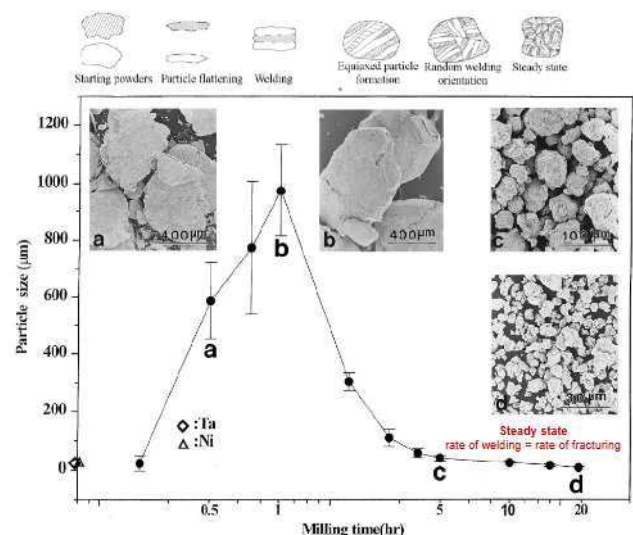 Starting powders
Particle flattening
Welding
Equiaxed particle
formation
Random welding
orientation
Steady state
1200
1000
800
600
400
200
0
Particle size (μm)
a
400μm
b
400μm
c
d
a
b
c
d
◇ :Ta
△ :Ni
Steady state
rate of welding = rate of fracturing
0.5
1
5
10
20
Milling time(hr)